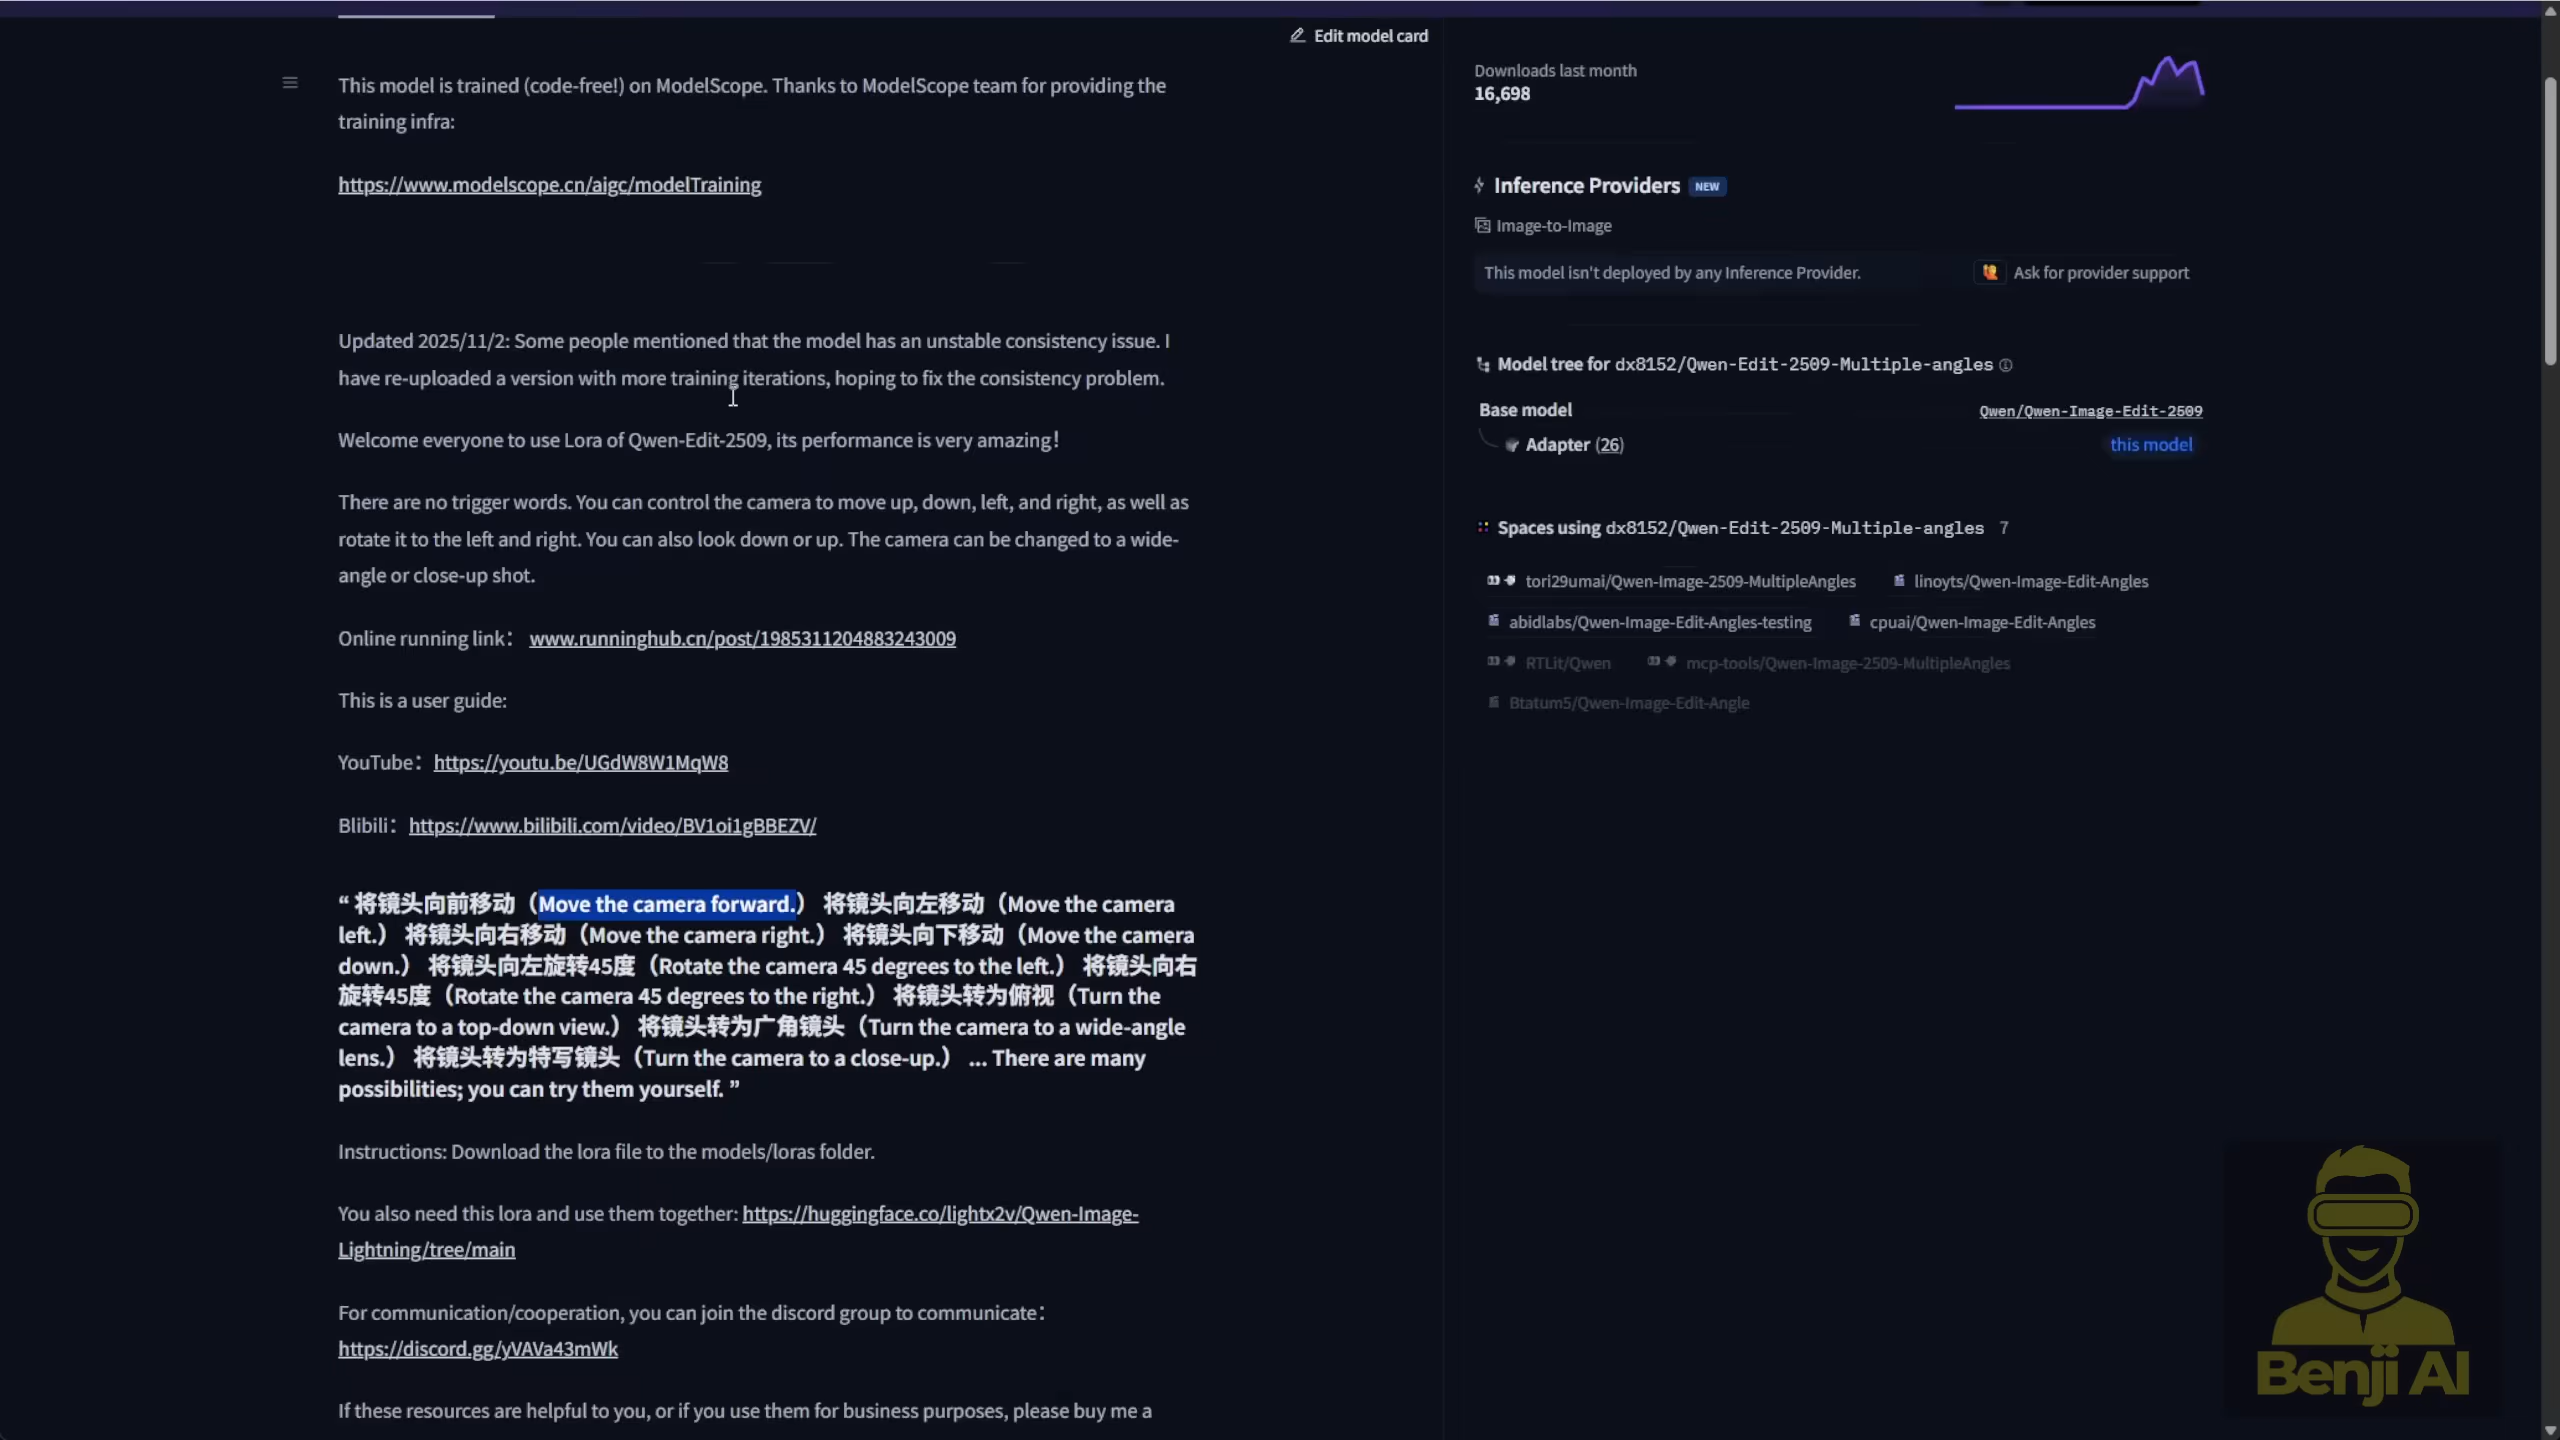 Edit model card
This model is trained (code-free!) on ModelScope. Thanks to ModelScope team for providing the
training infra:
https://www.modelscope.cn/aigc/modelTraining
Updated 2025/11/2: Some people mentioned that the model has an unstable consistency issue. I
have re-uploaded a version with more training iterations, hoping to fix the consistency problem.
Welcome everyone to use Lora of Qwen-Edit-2509, its performance is very amazing！
There are no trigger words. You can control the camera to move up, down, left, and right, as well as
rotate it to the left and right. You can also look down or up. The camera can be changed to a wide-
angle or close-up shot.
Online running link： www.runninghub.cn/post/1985311204883243009
This is a user guide:
YouTube： https://youtu.be/UGdW8W1MqW8
Blibili： https://www.bilibili.com/video/BV1oi1gBBEZV/
“ 将镜头向前移动（Move the camera forward.） 将镜头向左移动（Move the camera
left.） 将镜头向右移动（Move the camera right.） 将镜头向下移动（Move the camera
down.） 将镜头向左旋转45度（Rotate the camera 45 degrees to the left.） 将镜头向右
旋转45度（Rotate the camera 45 degrees to the right.） 将镜头转为俯视（Turn the
camera to a top-down view.） 将镜头转为广角镜头（Turn the camera to a wide-angle
lens.） 将镜头转为特写镜头（Turn the camera to a close-up.） ... There are many
possibilities; you can try them yourself. ”
Instructions: Download the lora file to the models/loras folder.
You also need this lora and use them together: https://huggingface.co/lightx2v/Qwen-Image-
Lightning/tree/main
For communication/cooperation, you can join the discord group to communicate：
https://discord.gg/yVAVa43mWk
If these resources are helpful to you, or if you use them for business purposes, please buy me a
Downloads last month
16,698
Inference Providers NEW
Image-to-Image
This model isn't deployed by any Inference Provider. Ask for provider support
Model tree for dx8152/Qwen-Edit-2509-Multiple-angles
Base model Qwen/Qwen-Image-Edit-2509
Adapter (26) this model
Spaces using dx8152/Qwen-Edit-2509-Multiple-angles 7
tori29umai/Qwen-Image-2509-MultipleAngles linoyts/Qwen-Image-Edit-Angles
abidlabs/Qwen-Image-Edit-Angles-testing cpuai/Qwen-Image-Edit-Angles
RTLit/Qwen mcp-tools/Qwen-Image-2509-MultipleAngles
Btatum5/Qwen-Image-Edit-Angle
Benji AI